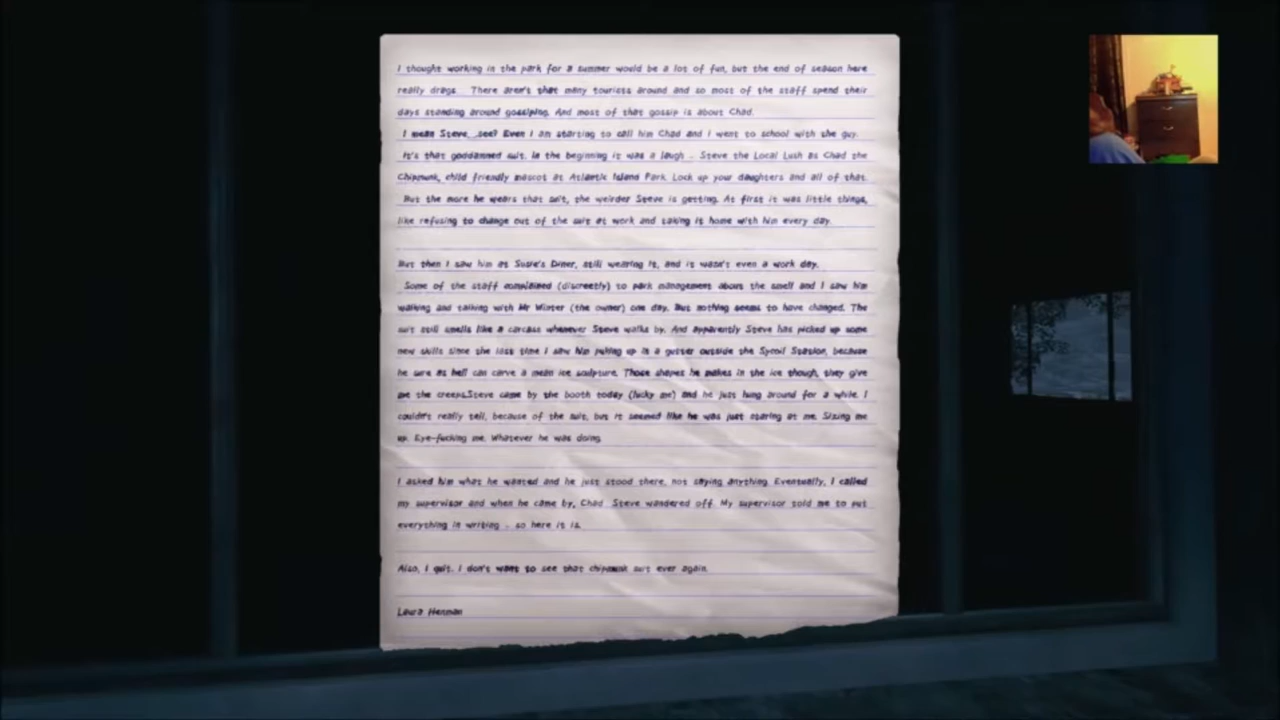 I thought working in the park for a summer would be a lot of fun, but the end of season here
really drags. There aren't that many tourists around and so most of the staff spend their
days standing around gossiping. And most of that gossip is about Chad.
I mean Steve, see? Even I am starting to call him Chad and I went to school with the guy.
It's that goddamned suit. In the beginning it was a laugh - Steve the Local Lush as Chad the
Chipmunk, child friendly mascot at Atlantic Island Park. Lock up your daughters and all of that.
But the more he wears that suit, the weirder Steve is getting. At first it was little things,
like refusing to change out of the suit at work and taking it home with him every day.
But then I saw him at Susie's Diner, still wearing it, and it wasn't even a work day.
Some of the staff complained (discreetly) to park management about the smell and I saw him
walking and talking with Mr Winter (the owner) one day. But nothing seems to have changed. The
suit still smells like a carcass whenever Steve walks by. And apparently Steve has picked up some
new skills since the last time I saw him puking up in a gutter outside the Sycoil Station, because
he sure as hell can carve a mean ice sculpture. Those shapes he makes in the ice though, they give
me the creeps.Steve came by the booth today (lucky me) and he just hung around for a while. I
couldn't really tell, because of the suit, but it seemed like he was just staring at me. Sizing me
up. Eye-fucking me. Whatever he was doing.
I asked him what he wanted and he just stood there, not saying anything. Eventually, I called
my supervisor and when he came by, Chad.. Steve wandered off. My supervisor told me to put
everything in writing - so here it is.
Also, I quit. I don't want to see that chipmunk suit ever again.
Laura Henman